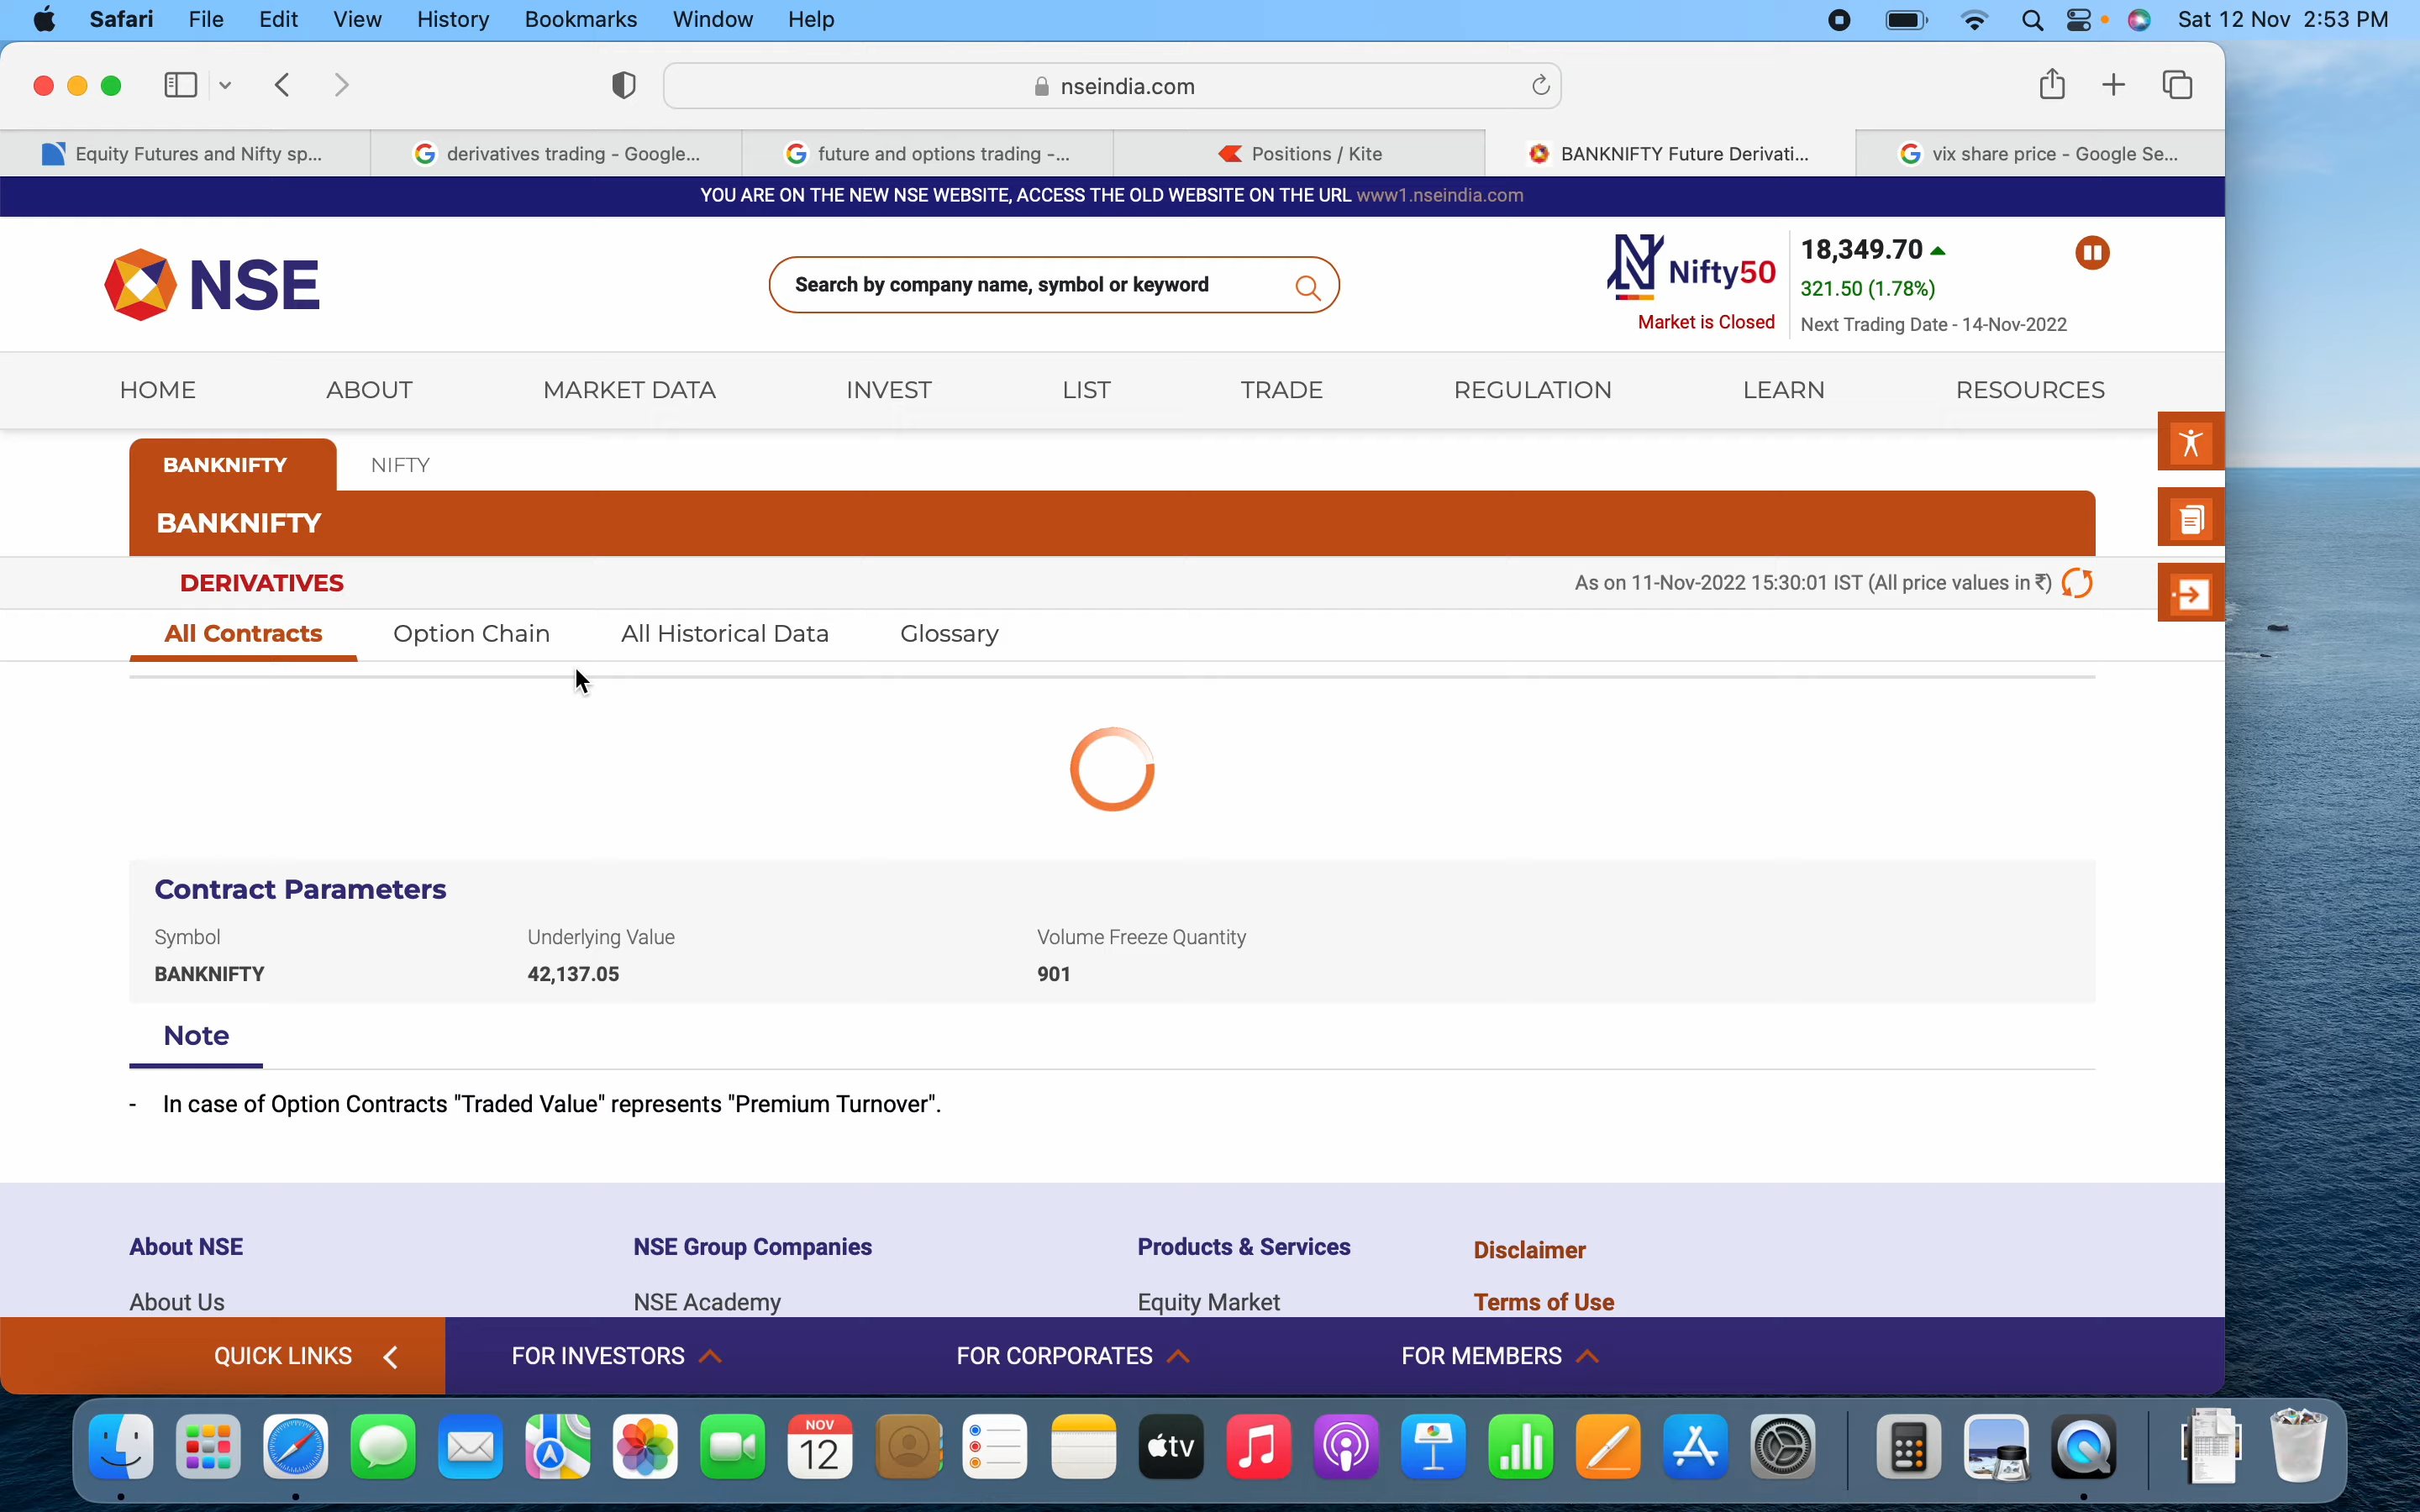 Safari File Edit View History Bookmarks Window Help Sat 12 Nov 2:53 PM
nseindia.com
Equity Futures and Nifty sp... derivatives trading - Google... future and options trading -... Positions / Kite BANKNIFTY Future Derivati... vix share price - Google Se...
YOU ARE ON THE NEW NSE WEBSITE, ACCESS THE OLD WEBSITE ON THE URL www1.nseindia.com
NSE
Search by company name, symbol or keyword
Nifty50
Market is Closed
18,349.70
321.50 (1.78%)
Next Trading Date - 14-Nov-2022
HOME ABOUT MARKET DATA INVEST LIST TRADE REGULATION LEARN RESOURCES
BANKNIFTY NIFTY
BANKNIFTY
DERIVATIVES As on 11-Nov-2022 15:30:01 IST (All price values in ₹)
All Contracts Option Chain All Historical Data Glossary
Contract Parameters
Symbol Underlying Value Volume Freeze Quantity
BANKNIFTY 42,137.05 901
Note
- In case of Option Contracts "Traded Value" represents "Premium Turnover".
About NSE NSE Group Companies Products & Services Disclaimer
About Us NSE Academy Equity Market Terms of Use
QUICK LINKS FOR INVESTORS FOR CORPORATES FOR MEMBERS
NOV
12
tv